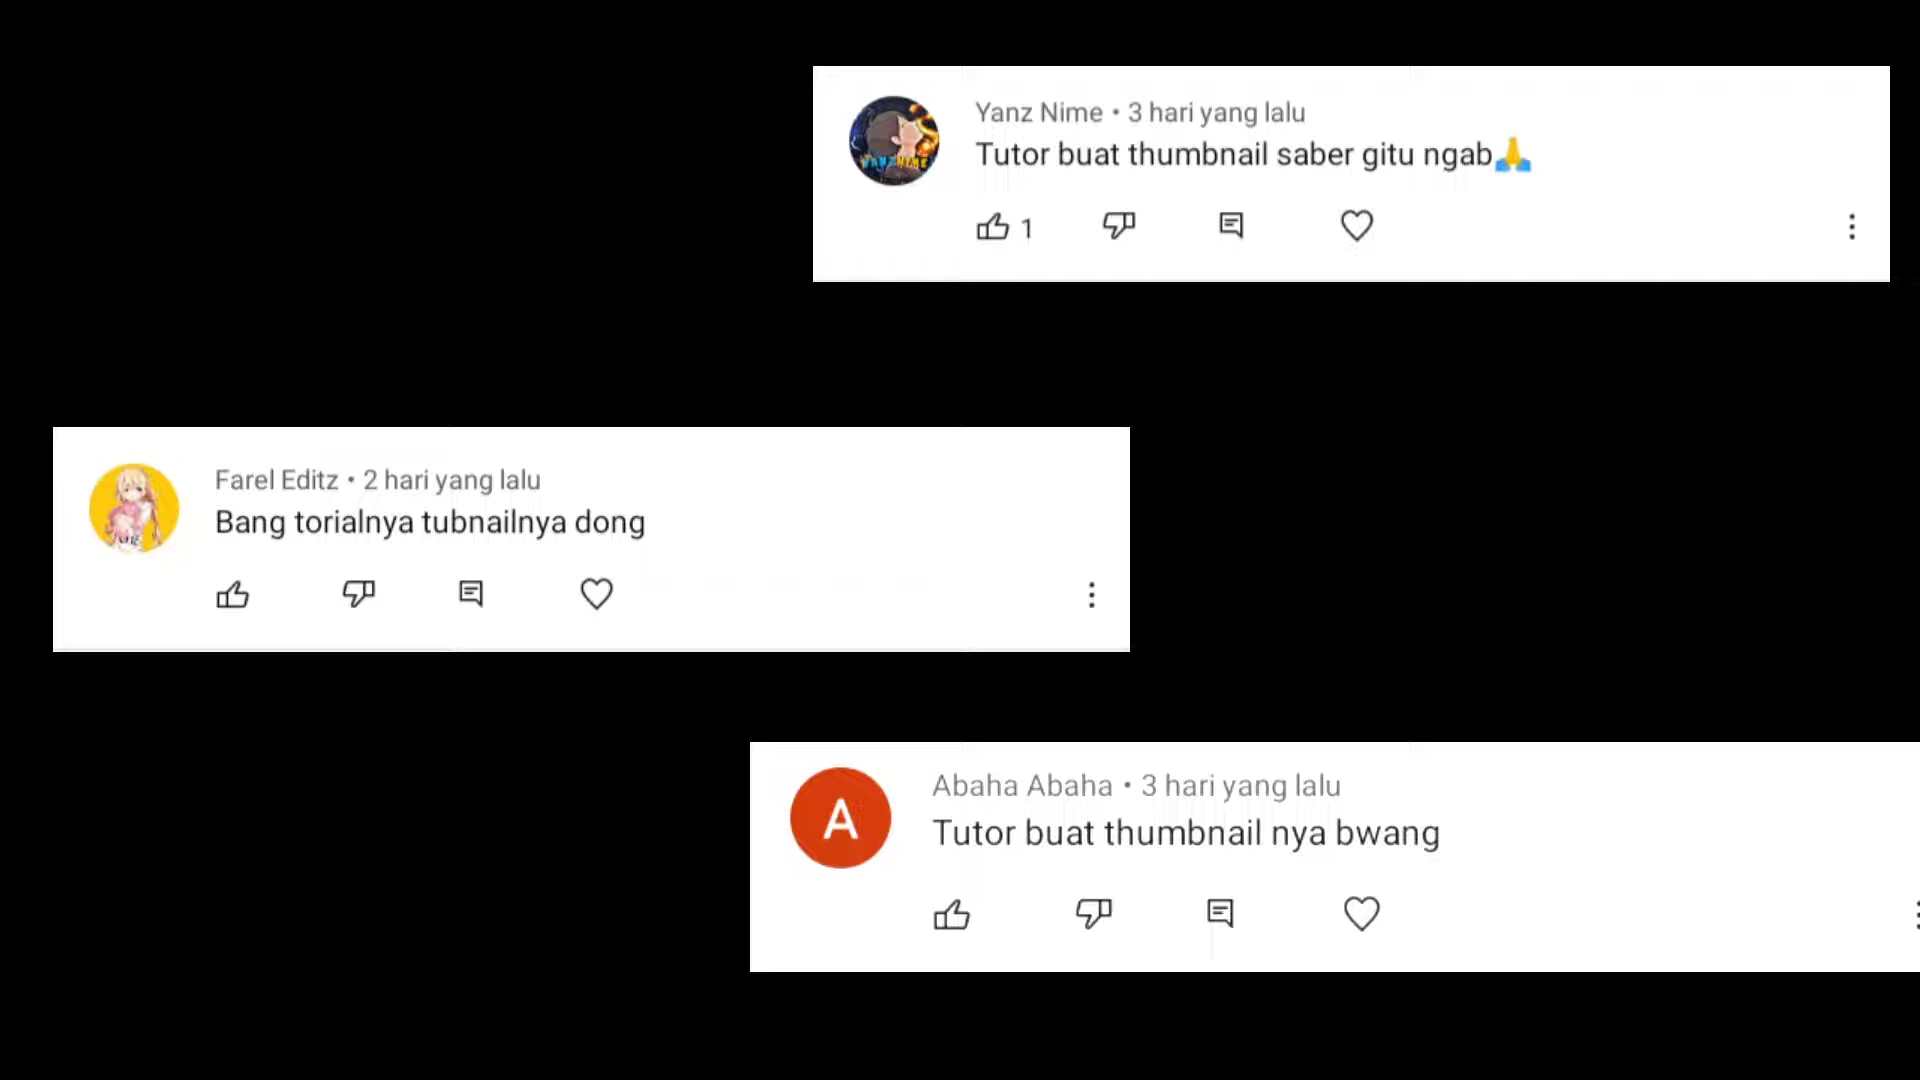 Yanz Nime • 3 hari yang lalu
Tutor buat thumbnail saber gitu ngab🙏
1
Farel Editz • 2 hari yang lalu
Bang torialnya tubnailnya dong
A
Abaha Abaha • 3 hari yang lalu
Tutor buat thumbnail nya bwang